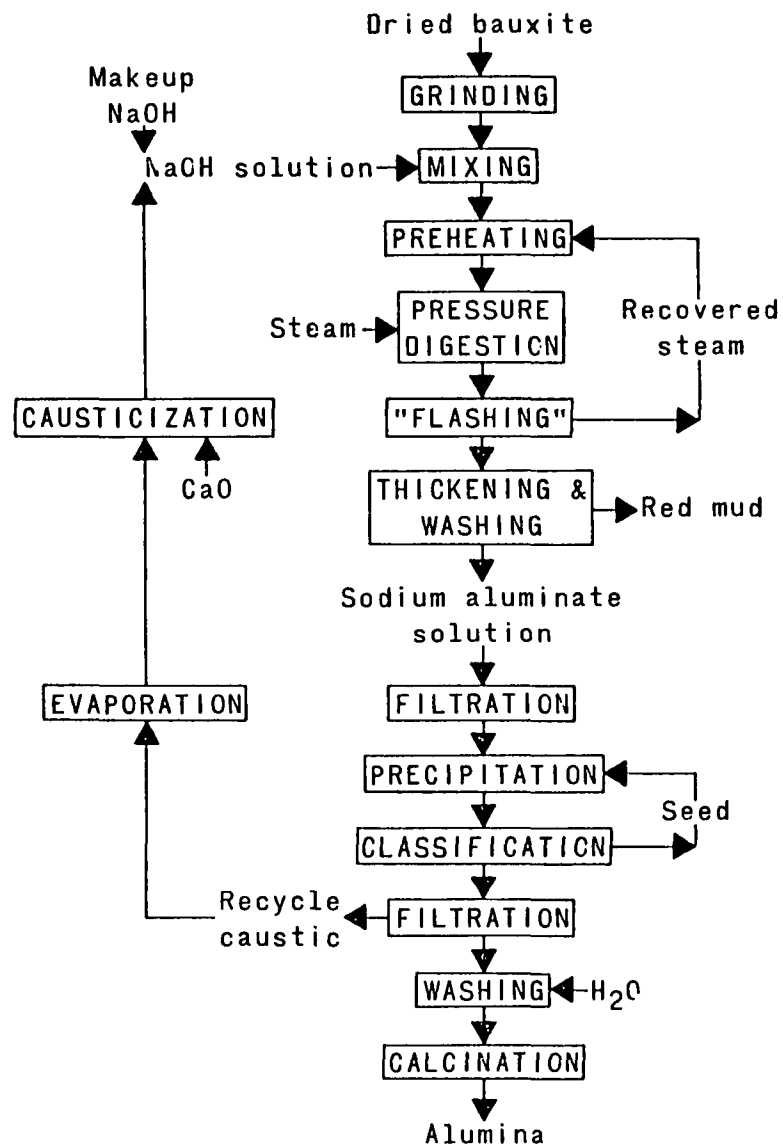 Dried bauxite
Makeup
NaOH
GRINDING
NaOH solution
MIXING
PREHEATING
Steam
PRESSURE
DIGESTION
Recovered
steam
CAUSTICIZATION
"FLASHING"
CaO
THICKENING &
WASHING
Red mud
Sodium aluminate
solution
EVAPORATION
FILTRATION
PRECIPITATION
Seed
CLASSIFICATION
Recycle
caustic
FILTRATION
WASHING
H2O
CALCINATION
Alumina